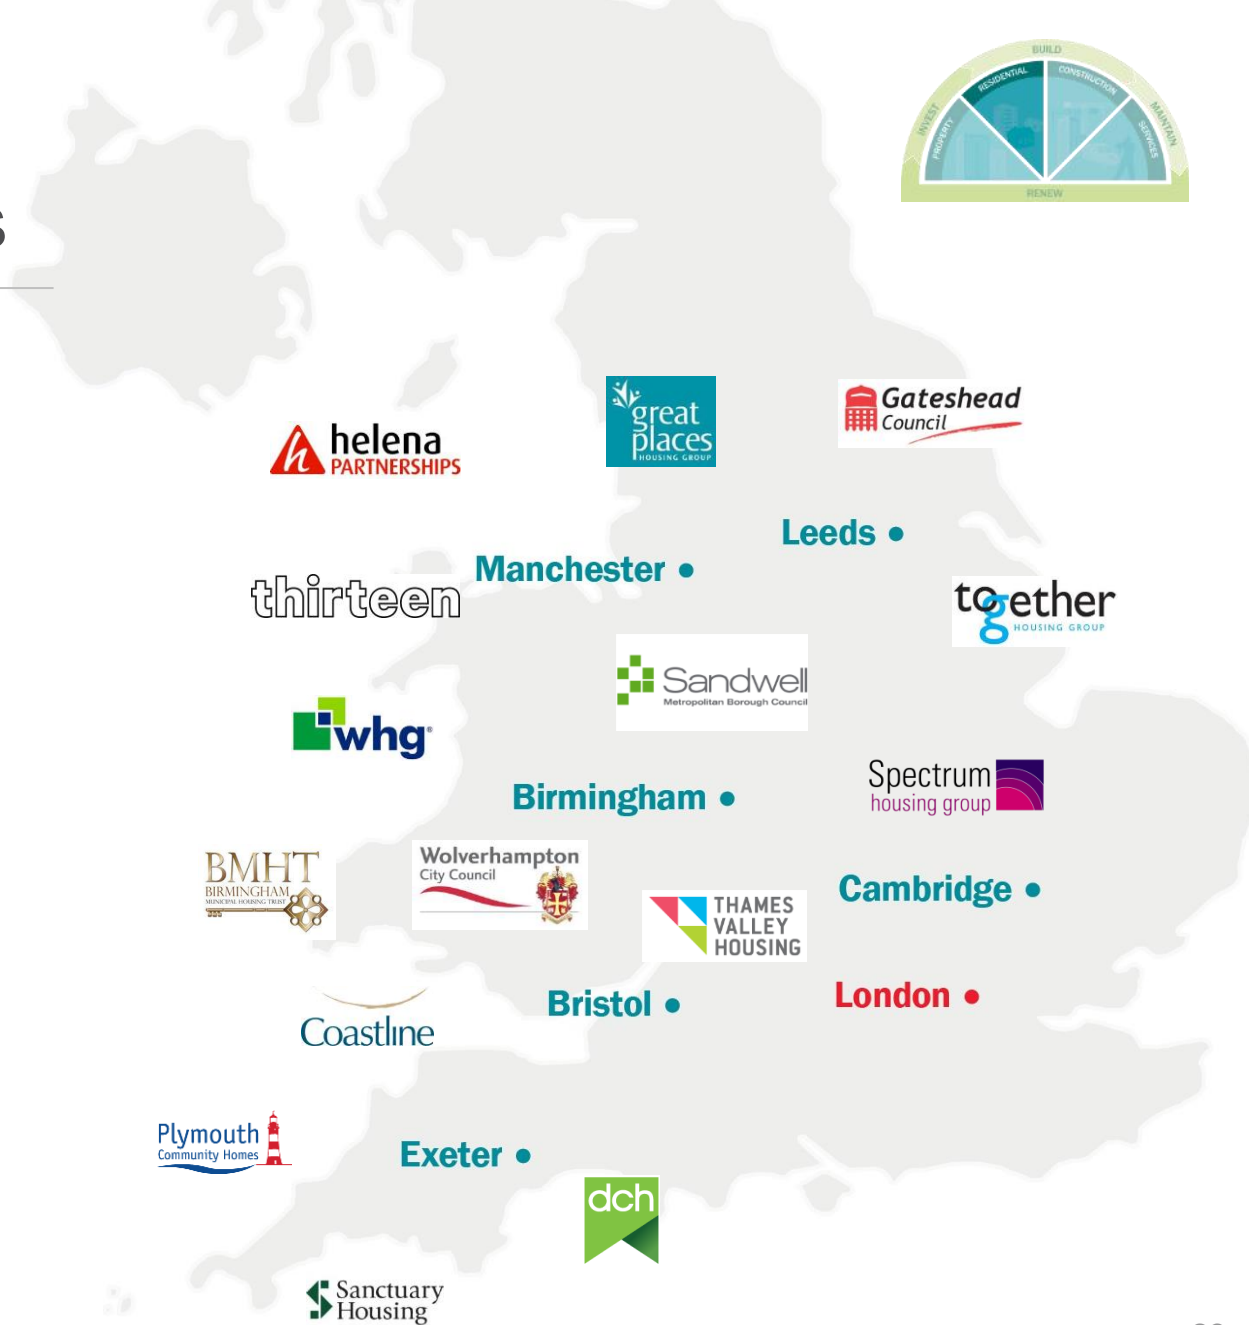 BUILD
RESIDENTIAL
CONSTRUCTION
INVEST
MAINTAIN
PROPERTY
SERVICES
RENEW
s
helena
PARTNERSHIPS
great
places
HOUSING GROUP
Gateshead
Council
Leeds
Manchester
thirteen
together
HOUSING GROUP
Sandwell
Metropolitan Borough Council
whg
Birmingham
Spectrum
housing group
BMHT
BIRMINGHAM
MUNICIPAL HOUSING TRUST
Wolverhampton
City Council
THAMES
VALLEY
HOUSING
Cambridge
London
Bristol
Coastline
Plymouth
Community Homes
Exeter
dch
Sanctuary
Housing